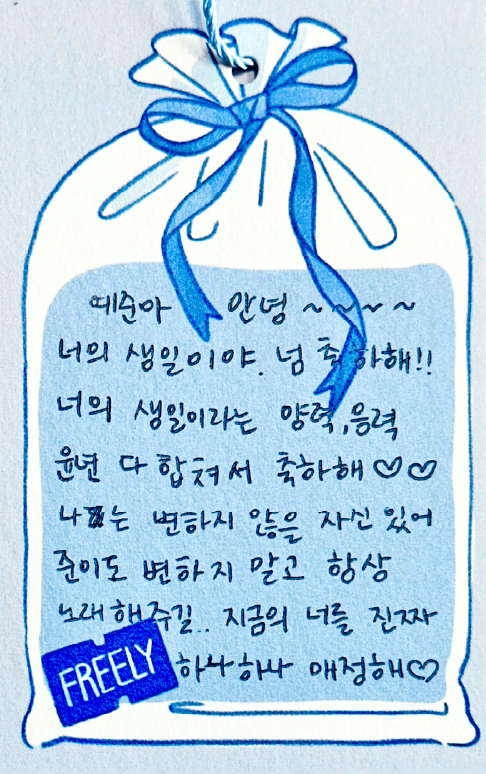 예준아 안녕 ~ ~ ~ ~
너의 생일이야. 넘 축하해!!
너의 생일이라는 양력,음력
윤년 다 합쳐서 축하해♡♡
나는 변하지 않을 자신 있어
준이도 변하지 말고 항상
노래해주길.. 지금의 너를 진짜
하나하나 애정해♡
FREELY